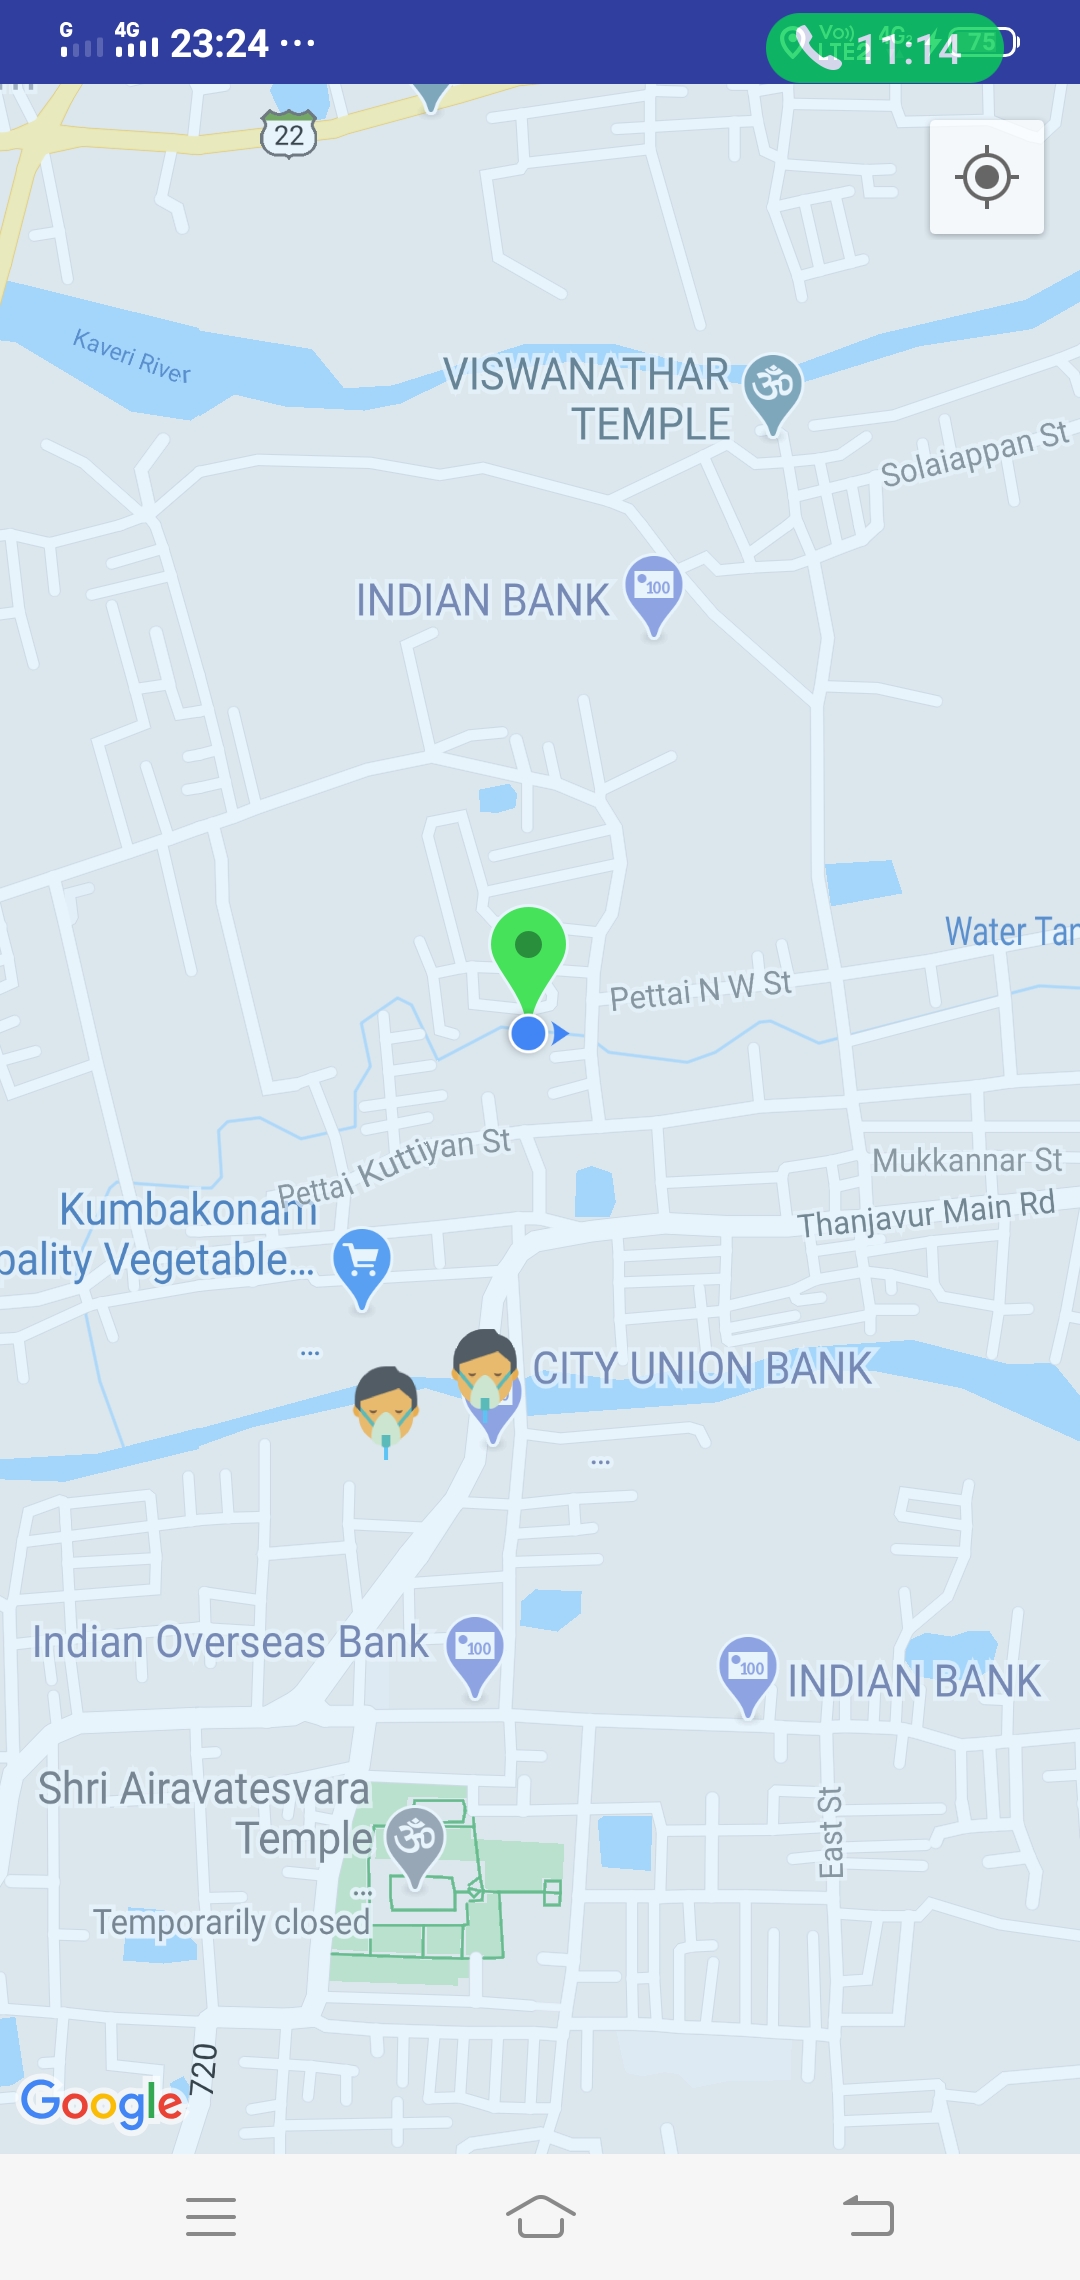 G
4G
23:24 ...
11:14
75
22
Kaveri River
VISWANATHAR
TEMPLE
Solaiappan St
INDIAN BANK
100
Water Tan
Pettai N W St
Pettai Kuttiyan St
Mukkannar St
Thanjavur Main Rd
Kumbakonam
pality Vegetable...
CITY UNION BANK
Indian Overseas Bank
100
100
INDIAN BANK
Shri Airavatesvara
Temple
Temporarily closed
East St
720
Google